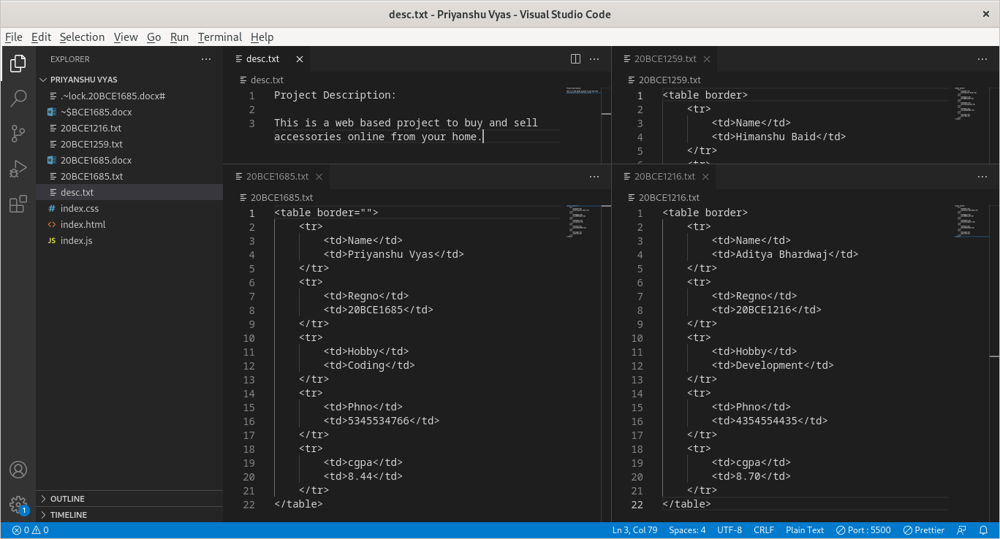 desc.txt - Priyanshu Vyas - Visual Studio Code
File Edit Selection View Go Run Terminal Help
EXPLORER
PRIYANSHU VYAS
.~lock.20BCE1685.docx#
~$BCE1685.docx
20BCE1216.txt
20BCE1259.txt
20BCE1685.docx
20BCE1685.txt
desc.txt
index.css
index.html
JS index.js
OUTLINE
TIMELINE
1
desc.txt
desc.txt
1 Project Description:
2
3 This is a web based project to buy and sell
accessories online from your home.
20BCE1259.txt
20BCE1259.txt
1 <table border>
2 <tr>
3 <td>Name</td>
4 <td>Himanshu Baid</td>
5 </tr>
20BCE1685.txt
20BCE1685.txt
1 <table border="">
2 <tr>
3 <td>Name</td>
4 <td>Priyanshu Vyas</td>
5 </tr>
6 <tr>
7 <td>Regno</td>
8 <td>20BCE1685</td>
9 </tr>
10 <tr>
11 <td>Hobby</td>
12 <td>Coding</td>
13 </tr>
14 <tr>
15 <td>Phno</td>
16 <td>5345534766</td>
17 </tr>
18 <tr>
19 <td>cgpa</td>
20 <td>8.44</td>
21 </tr>
22 </table>
20BCE1216.txt
20BCE1216.txt
1 <table border>
2 <tr>
3 <td>Name</td>
4 <td>Aditya Bhardwaj</td>
5 </tr>
6 <tr>
7 <td>Regno</td>
8 <td>20BCE1216</td>
9 </tr>
10 <tr>
11 <td>Hobby</td>
12 <td>Development</td>
13 </tr>
14 <tr>
15 <td>Phno</td>
16 <td>4354554435</td>
17 </tr>
18 <tr>
19 <td>cgpa</td>
20 <td>8.70</td>
21 </tr>
22 </table>
0 0 Ln 3, Col 79 Spaces: 4 UTF-8 CRLF Plain Text Port : 5500 Prettier